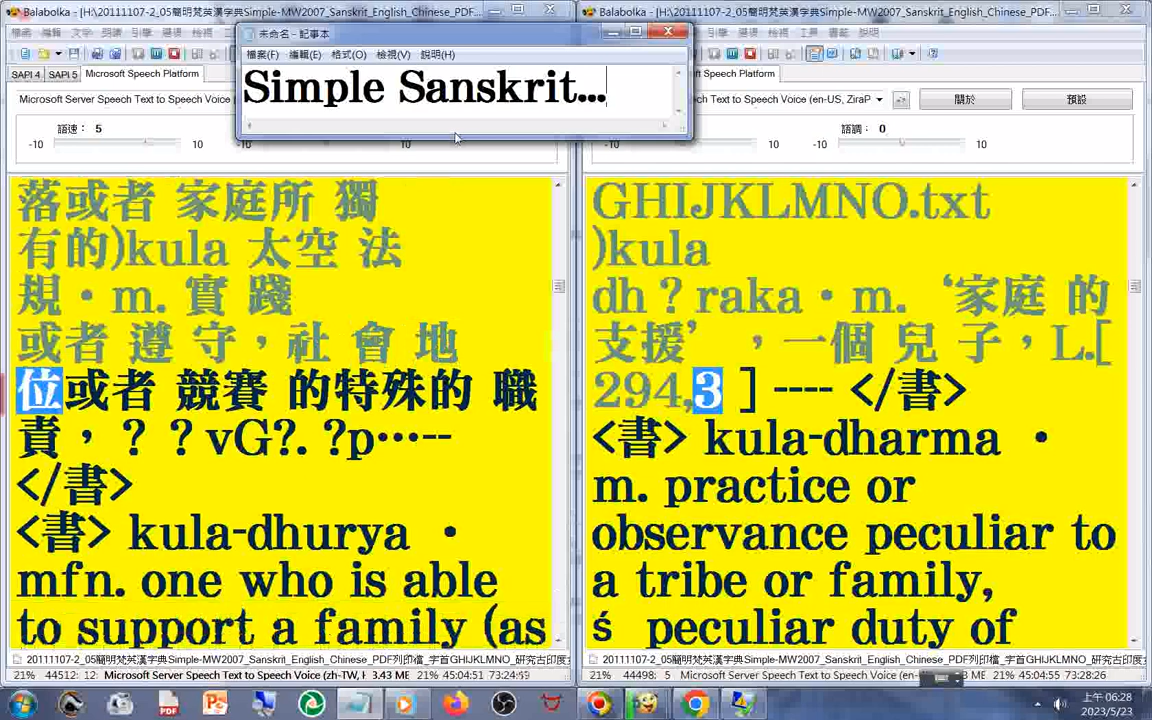 Balabolka - [H:\20111107-2_05簡明梵英漢字典Simple-MW2007_Sanskrit_English_Chinese_PDF...
Balabolka - [H:\20111107-2_05簡明梵英漢字典Simple-MW2007_Sanskrit_English_Chinese_PDF...
未命名 - 記事本
檔案(F) 編輯(E) 格式(O) 檢視(V) 說明(H)
Simple Sanskrit...
SAPI 4 SAPI 5 Microsoft Speech Platform
t Speech Platform
Microsoft Server Speech Text to Speech Voice
ch Text to Speech Voice (en-US, ZiraP
關於
預設
語速： 5
語調： 0
-10 10 10
-10 10
落或者 家庭所 獨
有的)kula 太空 法
規・m. 實 踐
或者 遵 守，社 會 地
位或者 競賽 的特殊的 職
責，？？vG?. ?p…--
</書>
<書> kula-dhurya ・
mfn. one who is able
to support a family (as
GHIJKLMNO.txt
)kula
dh？raka・m.‘家庭 的
支援’，一個 兒 子，L.[
294,3 ] ---- </書>
<書> kula-dharma ・
m. practice or
observance peculiar to
a tribe or family,
ś peculiar duty of
20111107-2_05簡明梵英漢字典Simple-MW2007_Sanskrit_English_Chinese_PDF列印檔_字首GHIJKLMNO_研究古印度
20111107-2_05簡明梵英漢字典Simple-MW2007_Sanskrit_English_Chinese_PDF列印檔_字首GHIJKLMNO_研究古印度
21% 44512: 12 Microsoft Server Speech Text to Speech Voice (zh-TW, 3.43 ME 21% 45:04:51 73:24:59
21% 44498: 5 Microsoft Server Speech Text to Speech Voice ME 21% 45:04:55 73:28:26
上午 06:28
2023/5/23